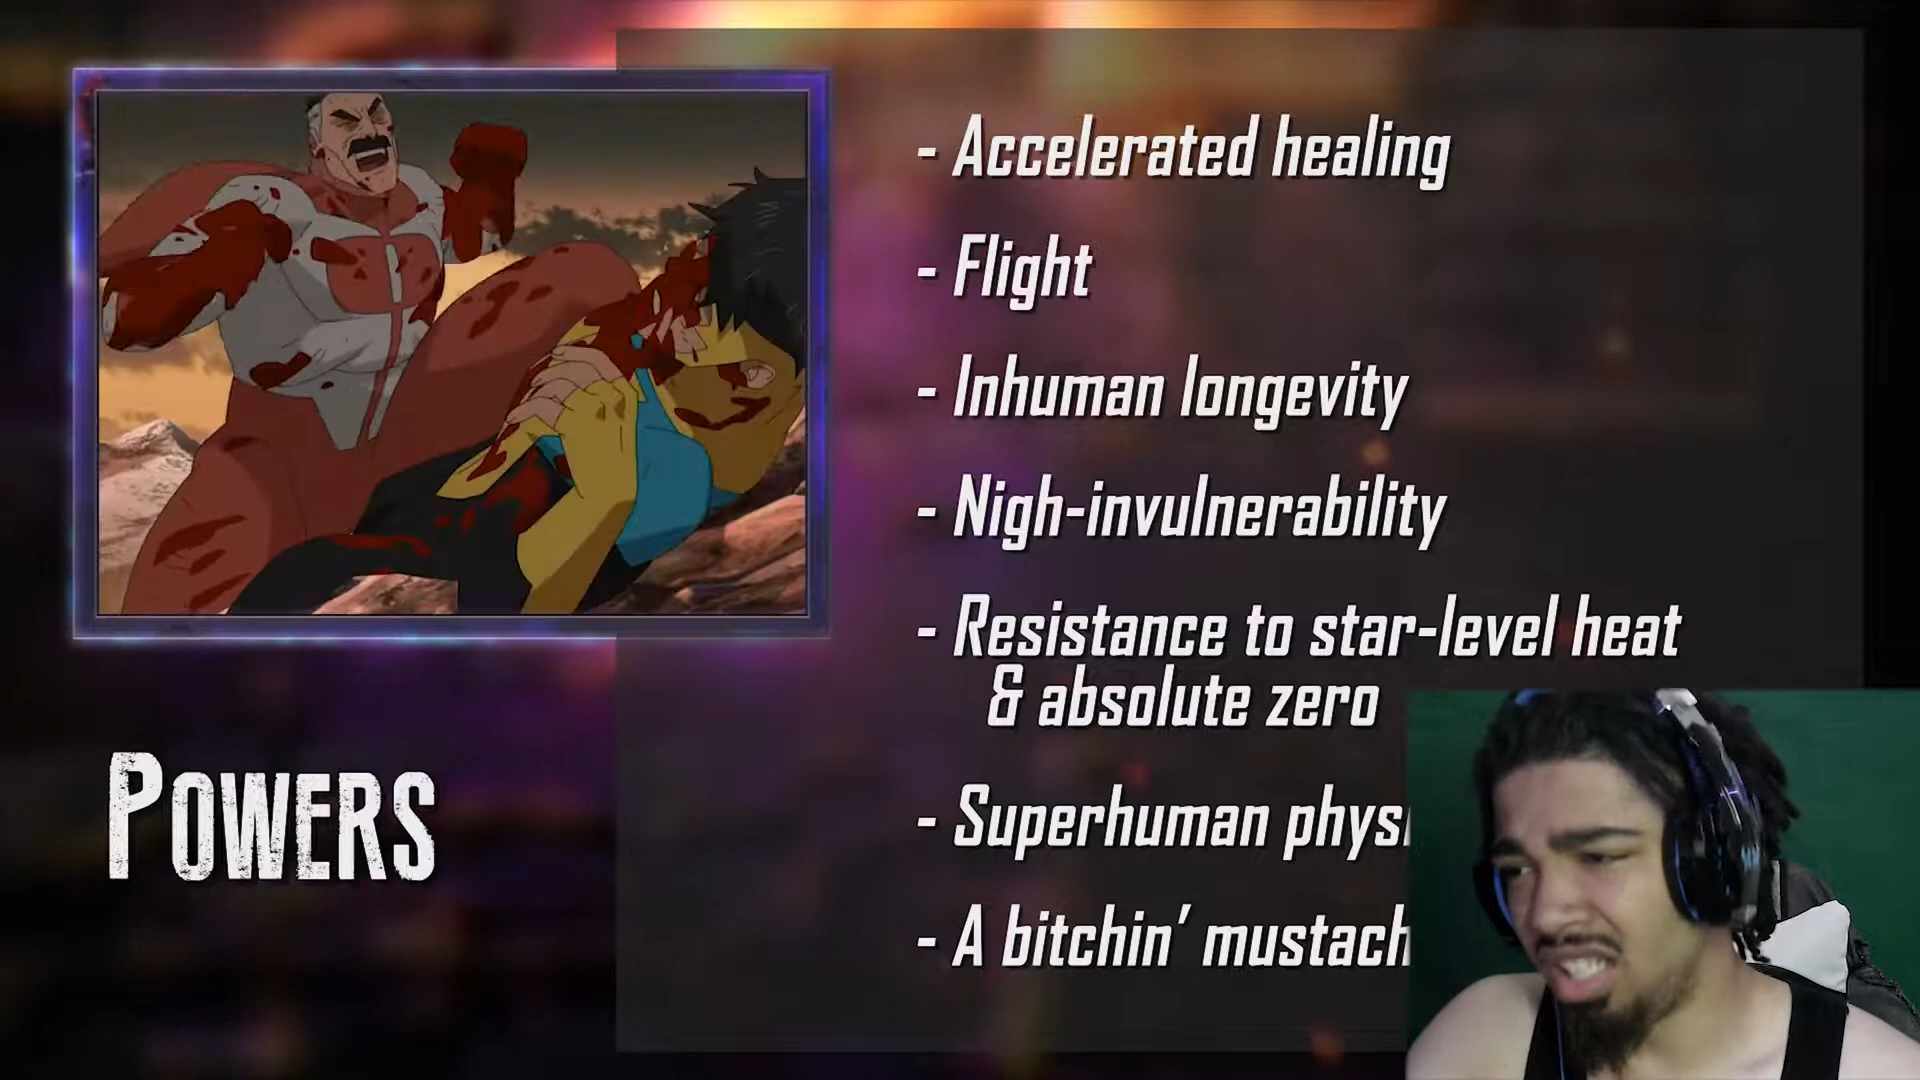 - Accelerated healing
- Flight
- Inhuman longevity
- Nigh-invulnerability
- Resistance to star-level heat
& absolute zero
- Superhuman
- A bitchin'
Powers